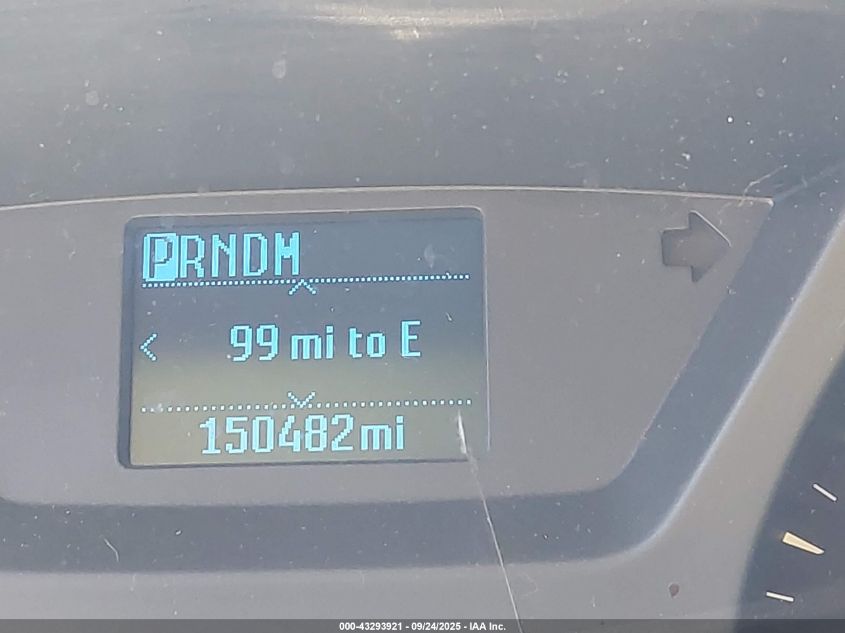 PRNDM
< 99 mi to E
150482mi
000-43293921 - 09/24/2025 - IAA Inc.